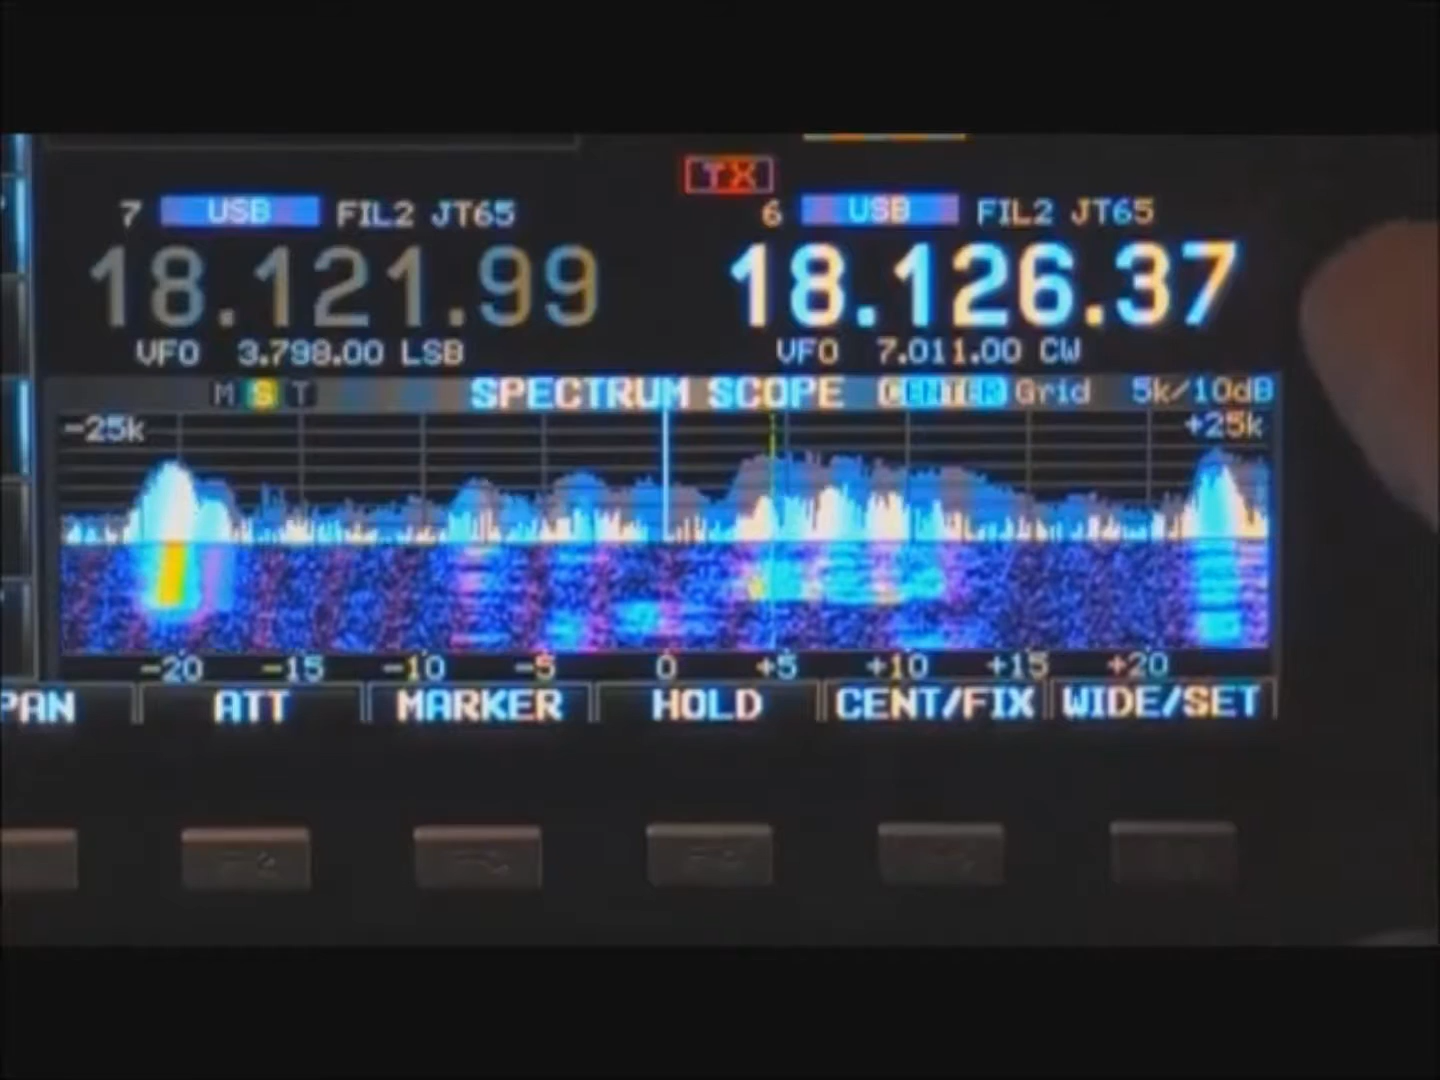 TX
7 USB FIL2 JT65
6 USB FIL2 JT65
18.121.99
18.126.37
VFO 3.798.00 LSB
VFO 7.011.00 CW
M S T SPECTRUM SCOPE CENTER Grid 5k/10dB
-25k +25k
-20 -15 -10 -5 0 +5 +10 +15 +20
PAN ATT MARKER HOLD CENT/FIX WIDE/SET